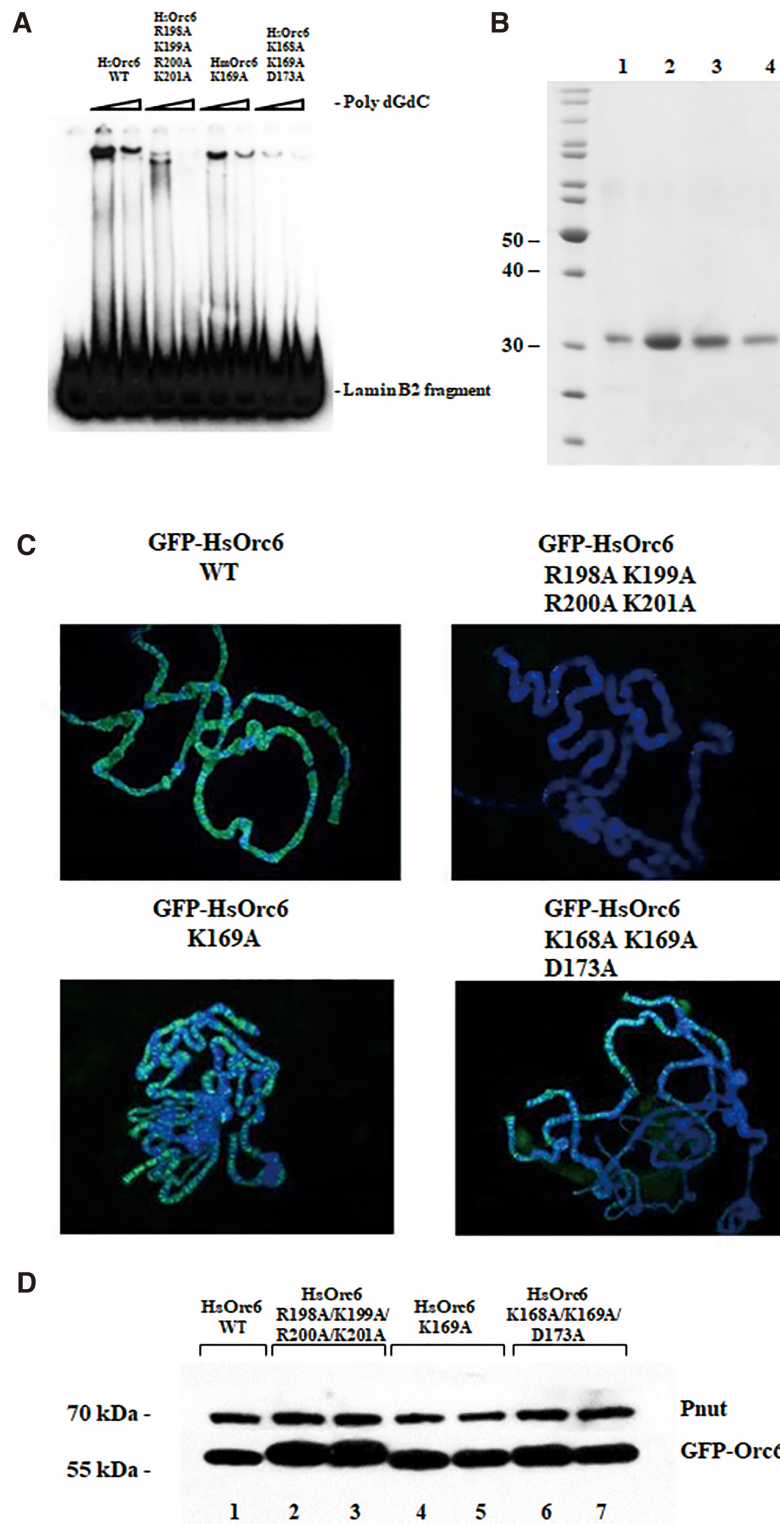 A
HsOrc6
WT
HsOrc6
R198A
K199A
R200A
K201A
HmOrc6
K169A
HsOrc6
K168A
K169A
D173A
- Poly dGdC
- Lamin B2 fragment
B
1 2 3 4
50 –
40 –
30 –
C
GFP-HsOrc6
WT
GFP-HsOrc6
R198A K199A
R200A K201A
GFP-HsOrc6
K169A
GFP-HsOrc6
K168A K169A
D173A
D
HsOrc6
WT
HsOrc6
R198A/K199A/
R200A/K201A
HsOrc6
K169A
HsOrc6
K168A/K169A/
D173A
70 kDa -
55 kDa -
Pnut
GFP-Orc6
1 2 3 4 5 6 7